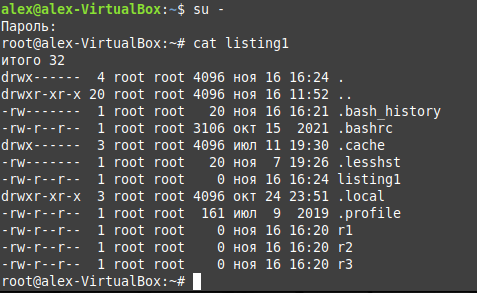 alex@alex-VirtualBox:~$ su -
Пароль:
root@alex-VirtualBox:~# cat listing1
итого 32
drwx------  4 root root 4096 ноя 16 16:24 .
drwxr-xr-x 20 root root 4096 ноя 16 11:52 ..
-rw-------  1 root root   20 ноя 16 16:21 .bash_history
-rw-r--r--  1 root root 3106 окт 15  2021 .bashrc
drwx------  3 root root 4096 июл 11 19:30 .cache
-rw-------  1 root root   20 ноя  7 19:26 .lesshst
-rw-r--r--  1 root root    0 ноя 16 16:24 listing1
drwxr-xr-x  3 root root 4096 окт 24 23:51 .local
-rw-r--r--  1 root root  161 июл  9  2019 .profile
-rw-r--r--  1 root root    0 ноя 16 16:20 r1
-rw-r--r--  1 root root    0 ноя 16 16:20 r2
-rw-r--r--  1 root root    0 ноя 16 16:20 r3
root@alex-VirtualBox:~#